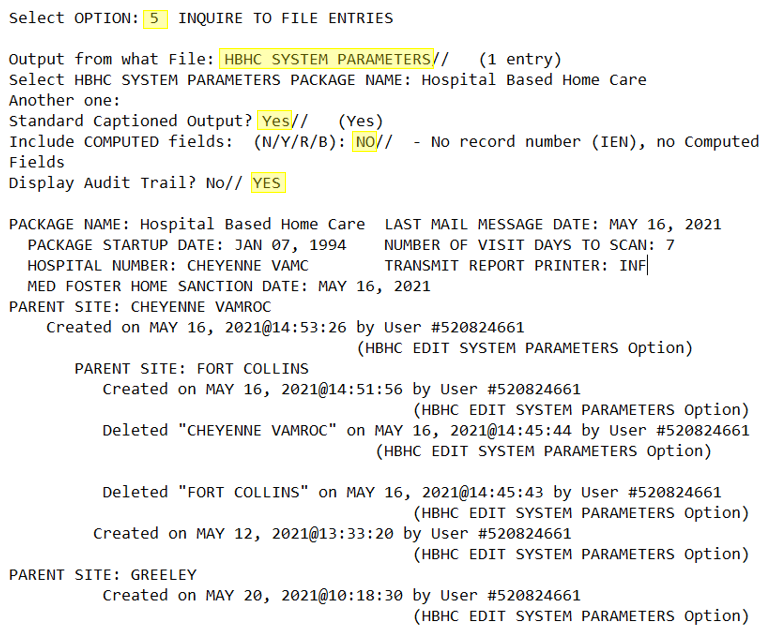 Select OPTION: 5 INQUIRE TO FILE ENTRIES
Output from what File: HBHC SYSTEM PARAMETERS// (1 entry)
Select HBHC SYSTEM PARAMETERS PACKAGE NAME: Hospital Based Home Care
Another one:
Standard Captioned Output? Yes// (Yes)
Include COMPUTED fields: (N/Y/R/B): NO// - No record number (IEN), no Computed
Fields
Display Audit Trail? No// YES
PACKAGE NAME: Hospital Based Home Care LAST MAIL MESSAGE DATE: MAY 16, 2021
PACKAGE STARTUP DATE: JAN 07, 1994 NUMBER OF VISIT DAYS TO SCAN: 7
HOSPITAL NUMBER: CHEYENNE VAMC TRANSMIT REPORT PRINTER: INF
MED FOSTER HOME SANCTION DATE: MAY 16, 2021
PARENT SITE: CHEYENNE VAMROC
Created on MAY 16, 2021@14:53:26 by User #520824661
(HBHC EDIT SYSTEM PARAMETERS Option)
PARENT SITE: FORT COLLINS
Created on MAY 16, 2021@14:51:56 by User #520824661
(HBHC EDIT SYSTEM PARAMETERS Option)
Deleted "CHEYENNE VAMROC" on MAY 16, 2021@14:45:44 by User #520824661
(HBHC EDIT SYSTEM PARAMETERS Option)
Deleted "FORT COLLINS" on MAY 16, 2021@14:45:43 by User #520824661
(HBHC EDIT SYSTEM PARAMETERS Option)
Created on MAY 12, 2021@13:33:20 by User #520824661
(HBHC EDIT SYSTEM PARAMETERS Option)
PARENT SITE: GREELEY
Created on MAY 20, 2021@10:18:30 by User #520824661
(HBHC EDIT SYSTEM PARAMETERS Option)